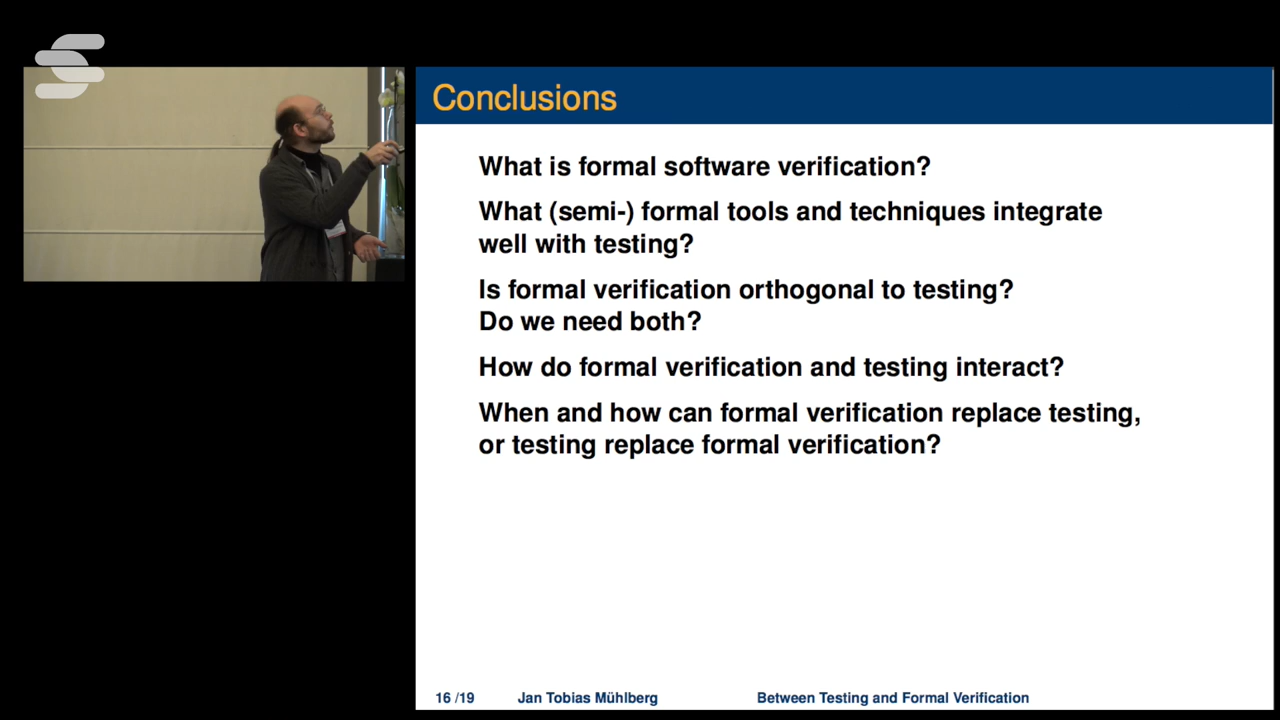 Conclusions
What is formal software verification?
What (semi-) formal tools and techniques integrate
well with testing?
Is formal verification orthogonal to testing?
Do we need both?
How do formal verification and testing interact?
When and how can formal verification replace testing,
or testing replace formal verification?
16 /19 Jan Tobias Mühlberg Between Testing and Formal Verification